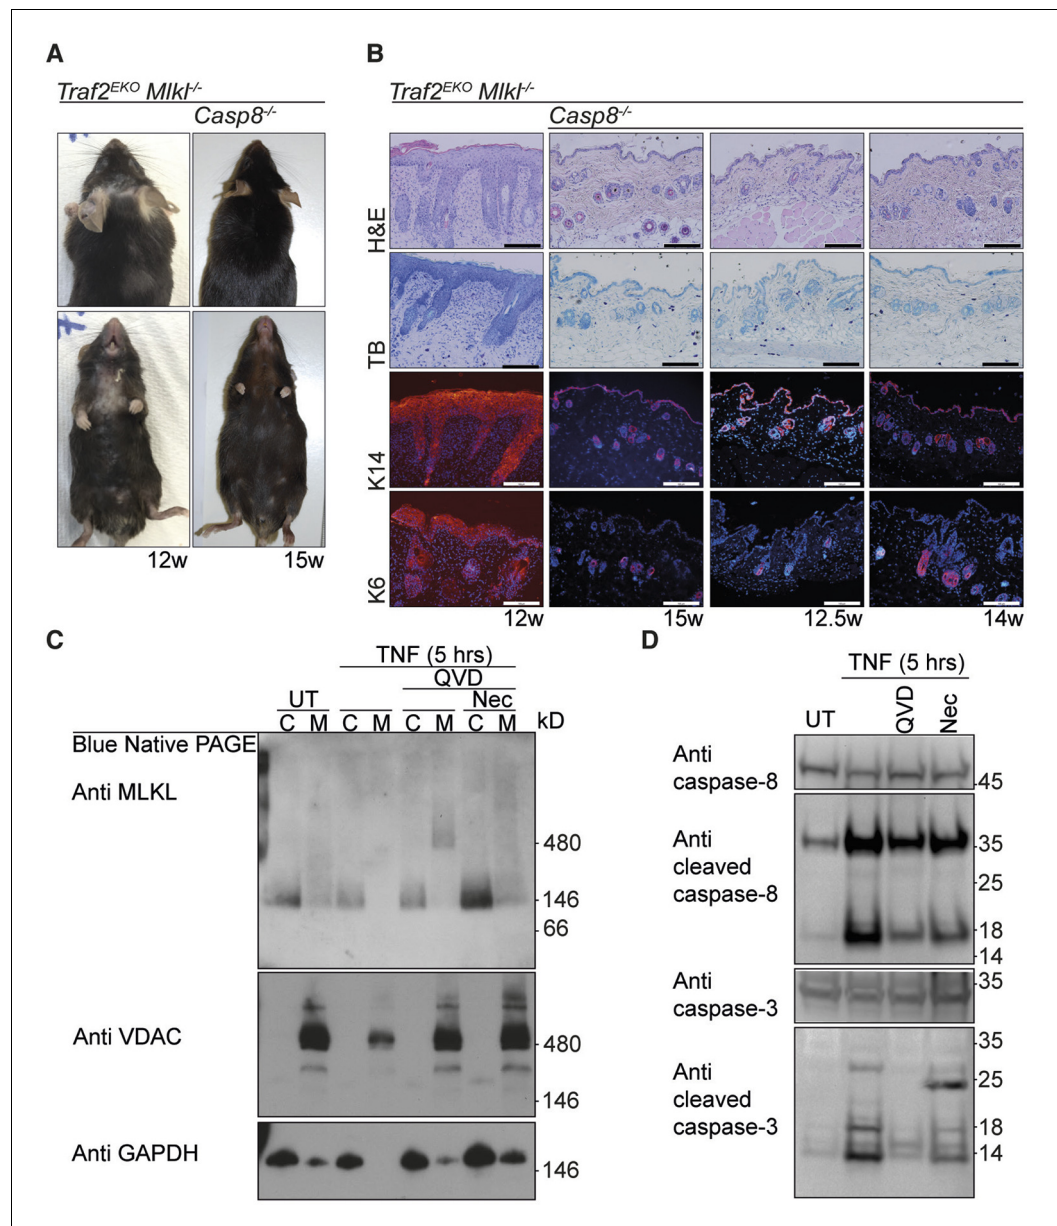 A
Traf2EKO Mlkl-/-
Casp8-/-
12w
15w
B
Traf2EKO Mlkl-/-
Casp8-/-
H&E
TB
K14
K6
12w
15w
12.5w
14w
C
TNF (5 hrs)
QVD
UT
Nec
C M C M C M C M kD
Blue Native PAGE
Anti MLKL
480
146
66
Anti VDAC
480
146
Anti GAPDH
146
D
TNF (5 hrs)
UT
QVD
Nec
Anti
caspase-8
45
Anti
cleaved
caspase-8
35
25
18
14
Anti
caspase-3
35
Anti
cleaved
caspase-3
35
25
18
14